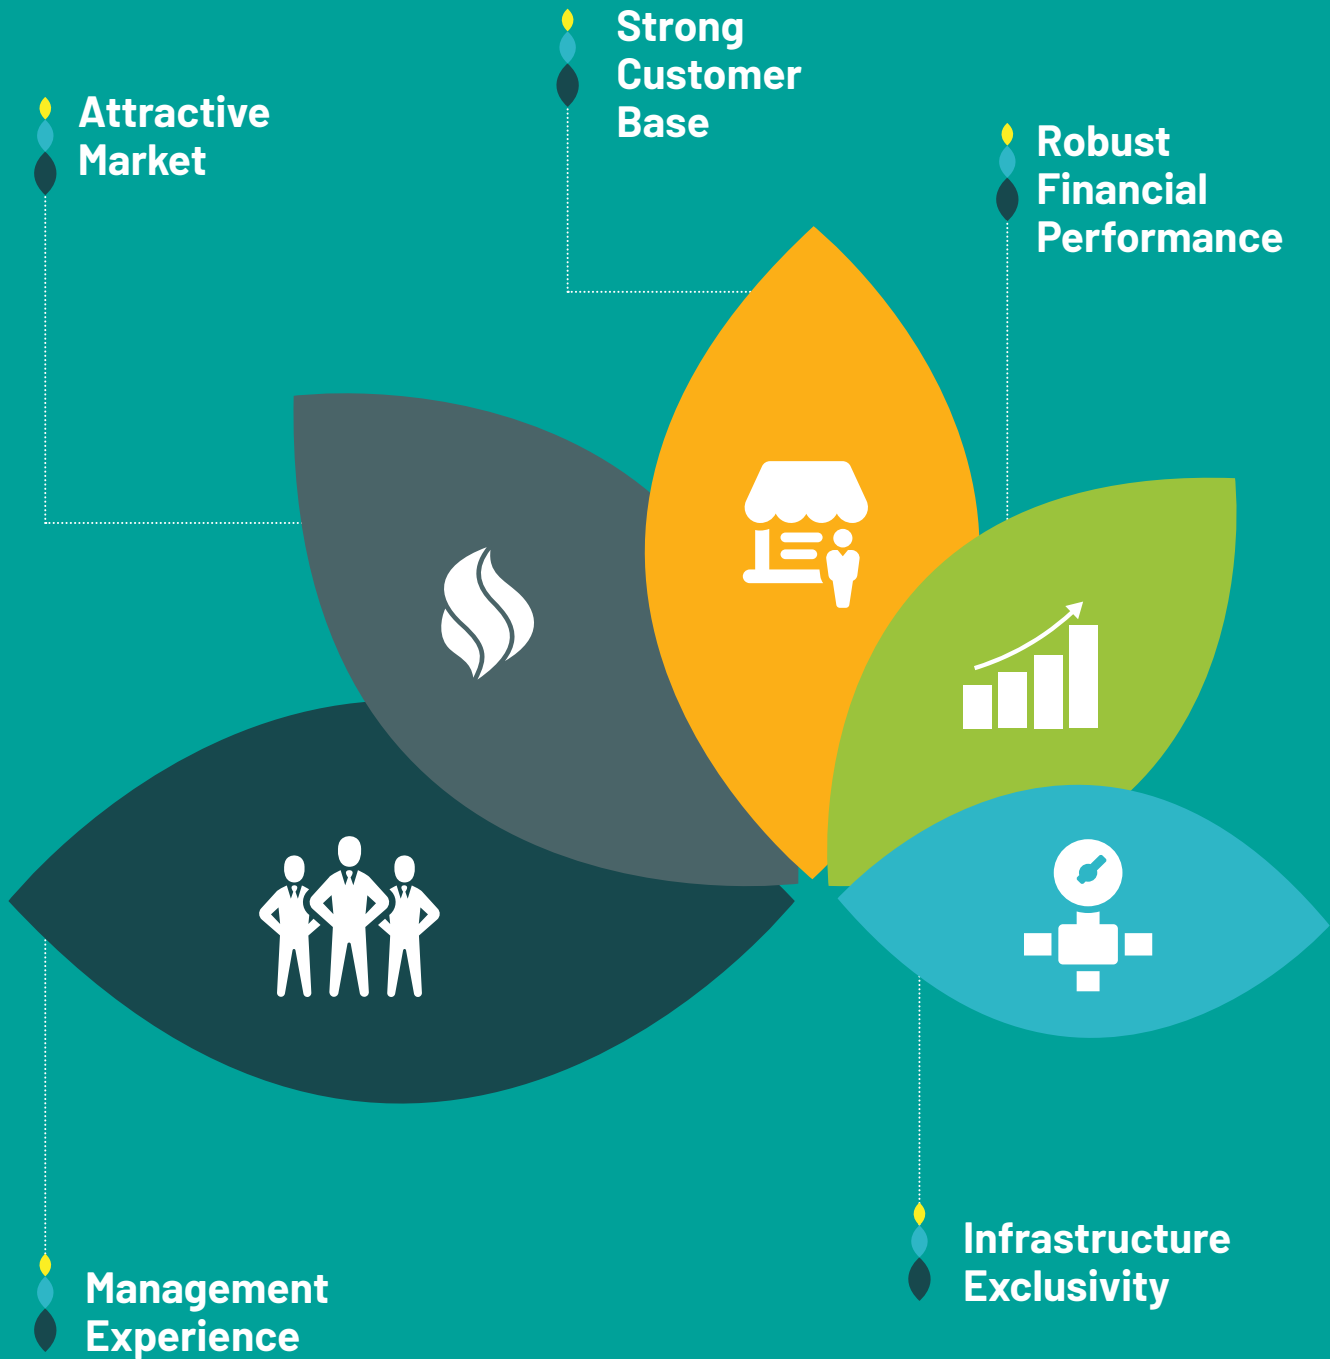 Strong
Customer
Base
Attractive
Market
Robust
Financial
Performance
Infrastructure
Exclusivity
Management
Experience